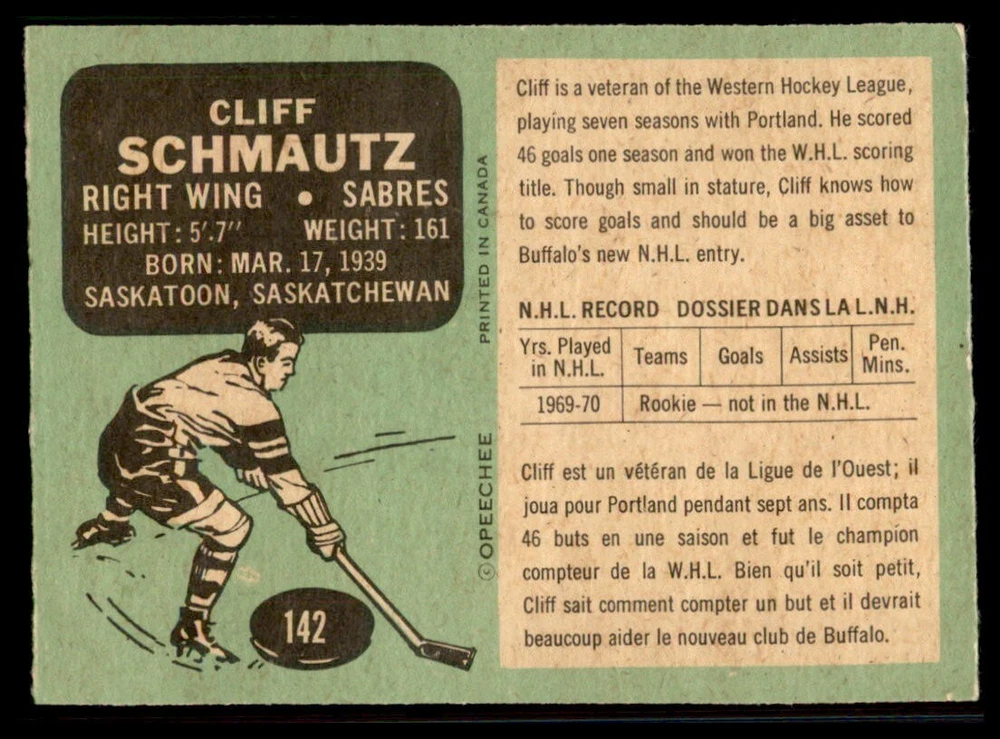 CLIFF
SCHMAUTZ
RIGHT WING • SABRES
HEIGHT: 5'.7" WEIGHT: 161
BORN: MAR. 17, 1939
SASKATOON, SASKATCHEWAN
142
PRINTED IN CANADA
© OPEECHEE
Cliff is a veteran of the Western Hockey League,
playing seven seasons with Portland. He scored
46 goals one season and won the W.H.L. scoring
title. Though small in stature, Cliff knows how
to score goals and should be a big asset to
Buffalo's new N.H.L. entry.
N.H.L. RECORD DOSSIER DANS LA L.N.H.
Yrs. Played in N.H.L. Teams Goals Assists Pen. Mins.
1969-70 Rookie — not in the N.H.L.
Cliff est un vétéran de la Ligue de l'Ouest; il
joua pour Portland pendant sept ans. Il compta
46 buts en une saison et fut le champion
compteur de la W.H.L. Bien qu'il soit petit,
Cliff sait comment compter un but et il devrait
beaucoup aider le nouveau club de Buffalo.